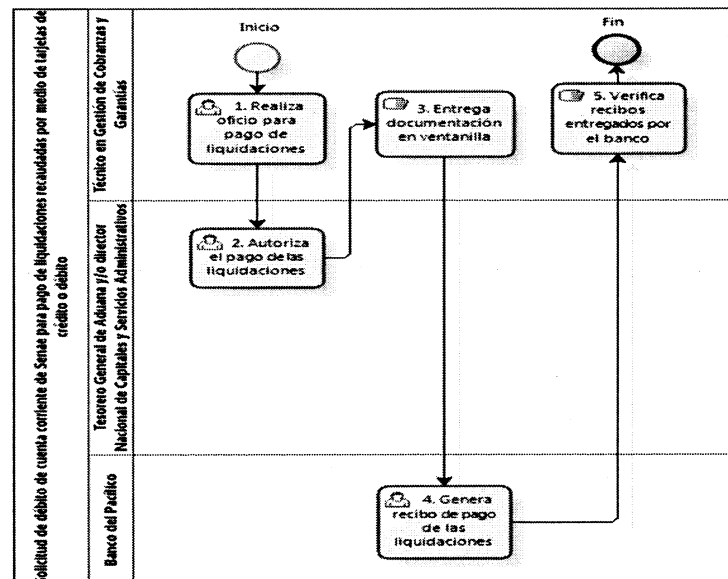 Solicitud de débito de cuenta corriente de Senae para pago de liquidaciones recaudadas por medio de tarjetas de
crédito o débito
Técnico en Gestión de Cobranzas y
Garantías
Tesorero General de Aduana y/o director
Nacional de Capitales y Servicios Administrativos
Banco del Pacífico
Inicio
1. Realiza
oficio para
pago de
liquidaciones
2. Autoriza
el pago de las
liquidaciones
3. Entrega
documentación
en ventanilla
4. Genera
recibo de pago
de las
liquidaciones
5. Verifica
recibos
entregados por
el banco
Fin